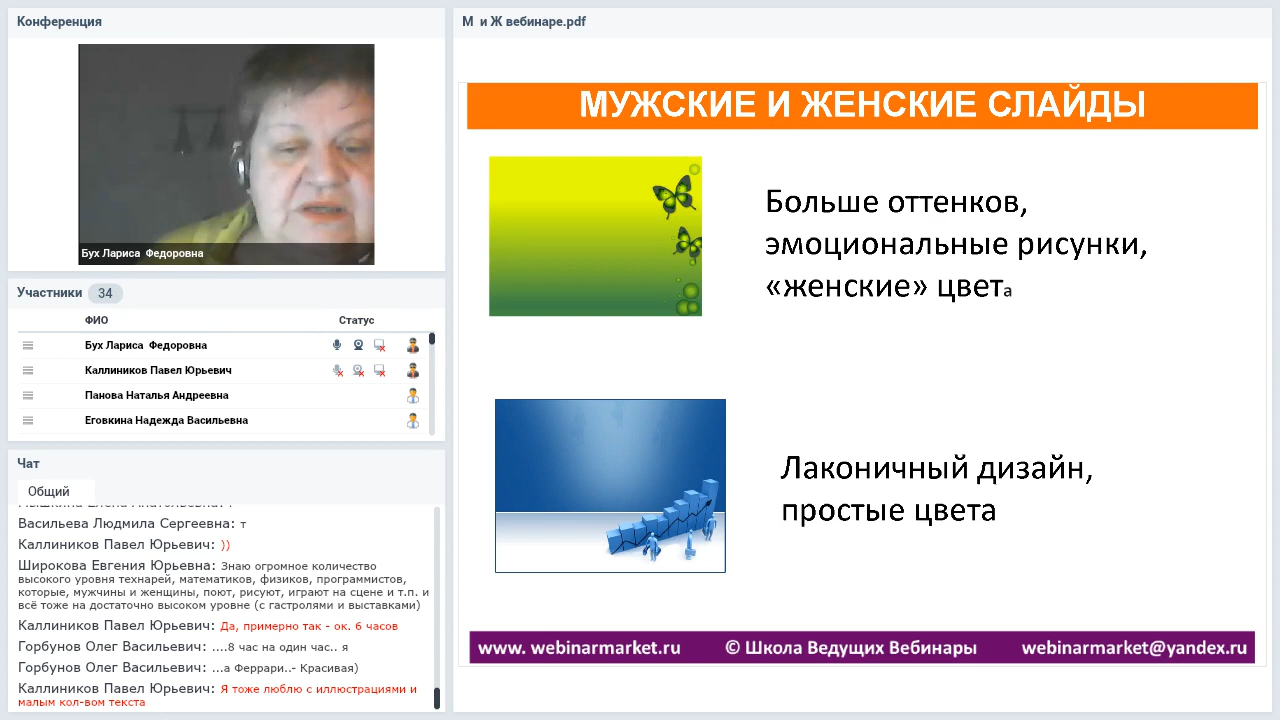 Конференция
Бух Лариса Федоровна
Участники 34
ФИО Статус
Бух Лариса Федоровна
Каллиников Павел Юрьевич
Панова Наталья Андреевна
Еговкина Надежда Васильевна
Чат
Общий
Васильева Людмила Сергеевна: т
Каллиников Павел Юрьевич: ))
Широкова Евгения Юрьевна: Знаю огромное количество
высокого уровня технарей, математиков, физиков, программистов,
которые, мужчины и женщины, поют, рисуют, играют на сцене и т.п. и
всё тоже на достаточно высоком уровне (с гастролями и выставками)
Каллиников Павел Юрьевич: Да, примерно так - ок. 6 часов
Горбунов Олег Васильевич: ....8 час на один час.. я
Горбунов Олег Васильевич: ...а Феррари..- Красивая)
Каллиников Павел Юрьевич: Я тоже люблю с иллюстрациями и
малым кол-вом текста
М и Ж вебинаре.pdf
МУЖСКИЕ И ЖЕНСКИЕ СЛАЙДЫ
Больше оттенков,
эмоциональные рисунки,
«женские» цвета
Лаконичный дизайн,
простые цвета
www. webinarmarket.ru © Школа Ведущих Вебинары webinarmarket@yandex.ru